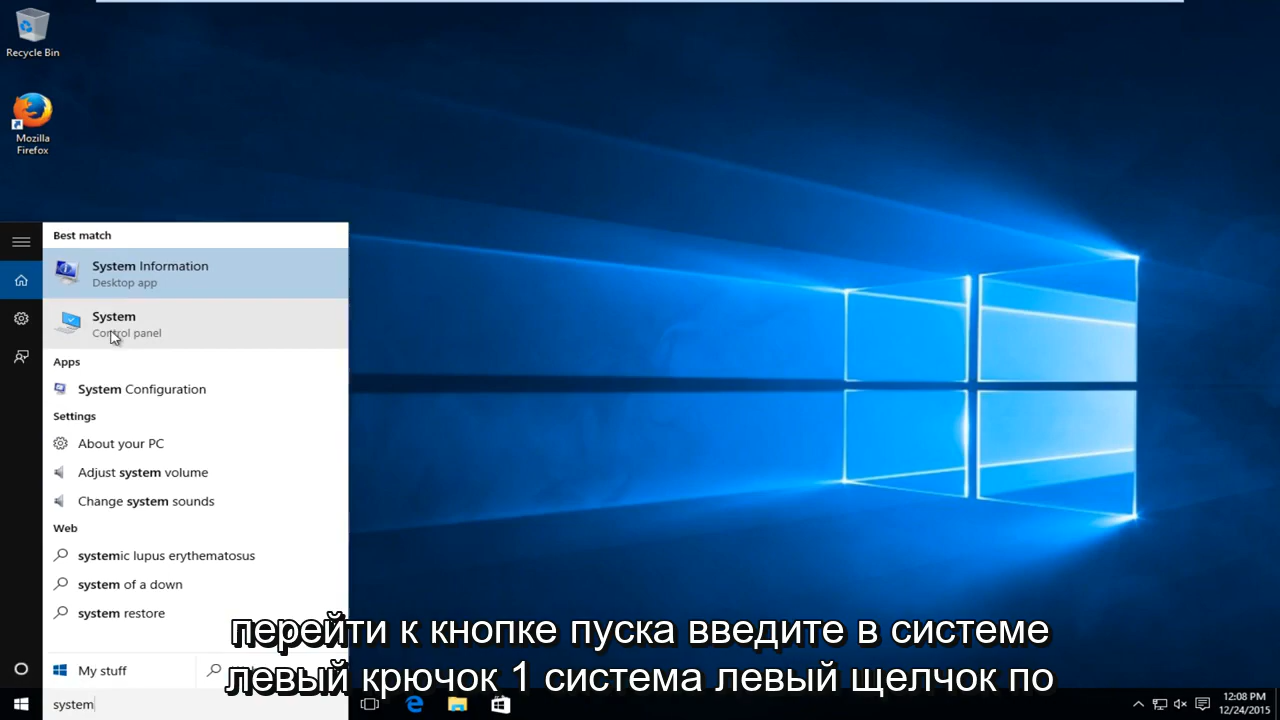 Recycle Bin
Mozilla
Firefox
Best match
System Information
Desktop app
System
Control panel
Apps
System Configuration
Settings
About your PC
Adjust system volume
Change system sounds
Web
systemic lupus erythematosus
system of a down
system restore
перейти к кнопке пуска введите в системе
левый крючок 1 система левый щелчок по
My stuff
system
12:08 PM
12/24/2015